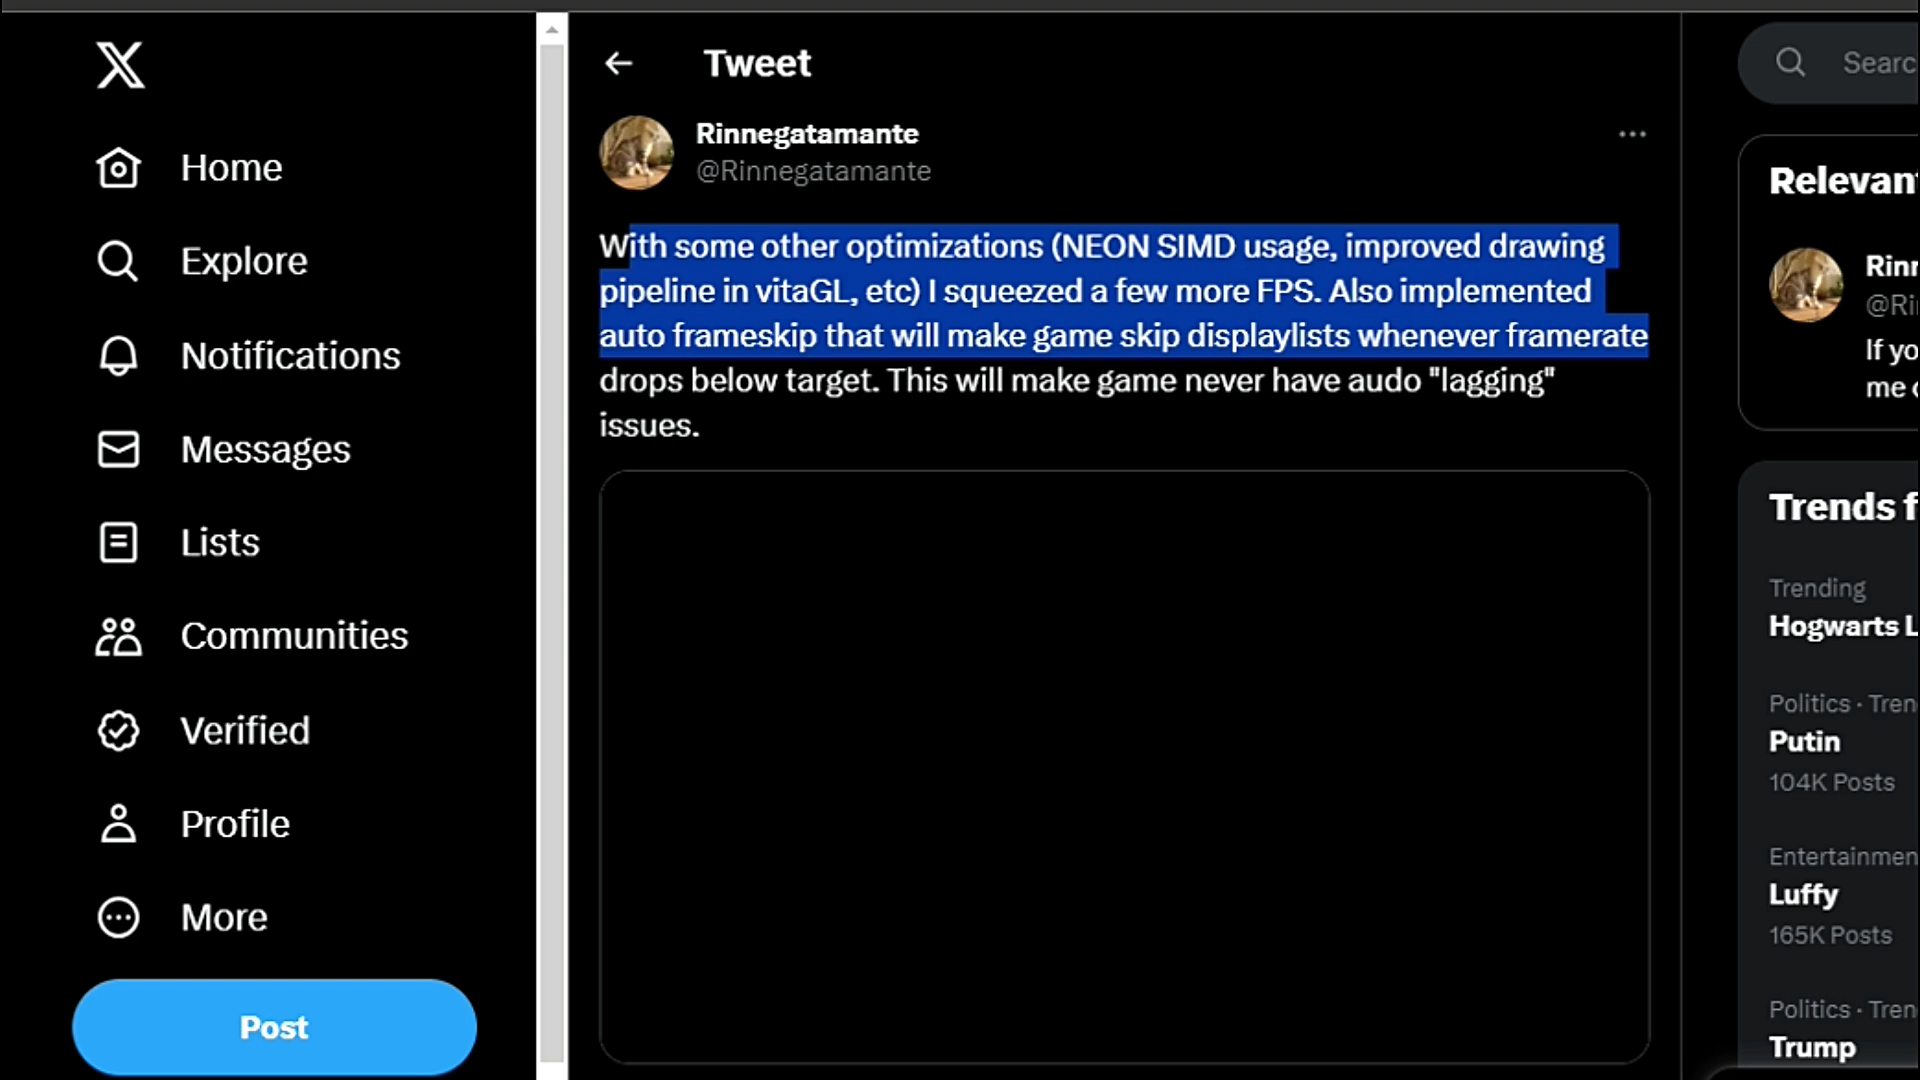 Home
Explore
Notifications
Messages
Lists
Communities
Verified
Profile
More
Post
Tweet
Rinnegatamante
@Rinnegatamante
With some other optimizations (NEON SIMD usage, improved drawing
pipeline in vitaGL, etc) I squeezed a few more FPS. Also implemented
auto frameskip that will make game skip displaylists whenever framerate
drops below target. This will make game never have audo "lagging"
issues.
Searc
Relevan
Rinn
@Ri
If yo
me
Trends f
Trending
Hogwarts L
Politics · Tren
Putin
104K Posts
Entertainmen
Luffy
165K Posts
Politics · Tren
Trump